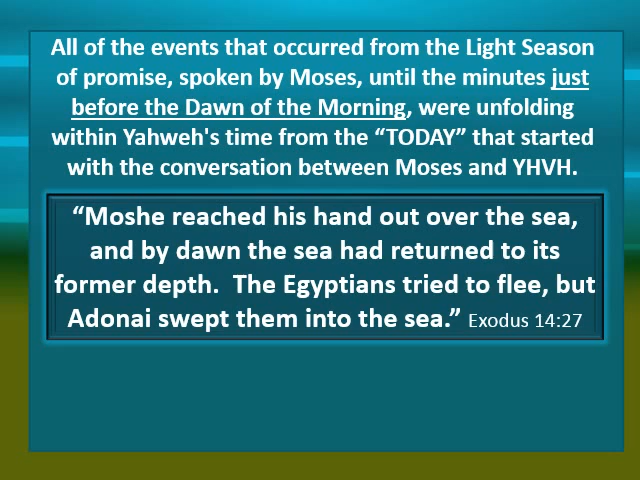 All of the events that occurred from the Light Season
of promise, spoken by Moses, until the minutes just
before the Dawn of the Morning, were unfolding
within Yahweh's time from the “TODAY” that started
with the conversation between Moses and YHVH.
“Moshe reached his hand out over the sea,
and by dawn the sea had returned to its
former depth.  The Egyptians tried to flee, but
Adonai swept them into the sea.” Exodus 14:27